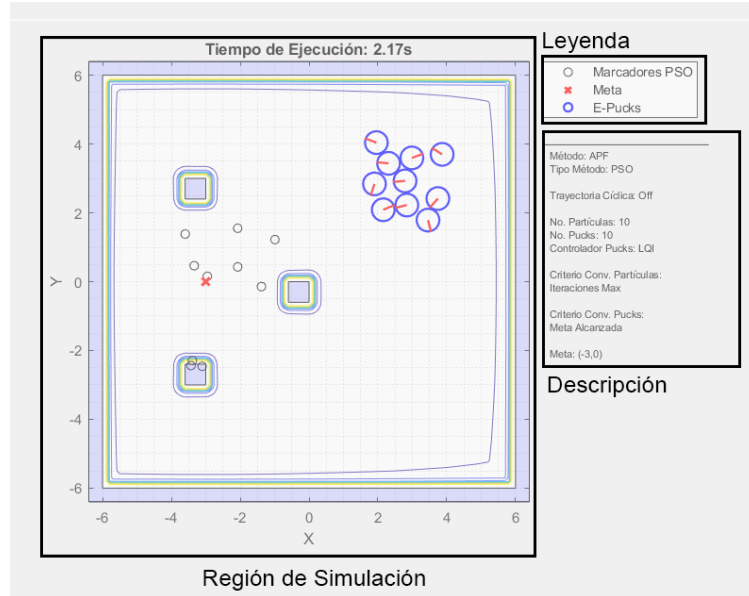 Tiempo de Ejecución: 2.17s
6
4
2
0
-2
-4
-6
Y
-6
-4
-2
0
2
4
6
X
Región de Simulación
Leyenda
Marcadores PSO
Meta
E-Pucks
Método: APF
Tipo Método: PSO
Trayectoria Cíclica: Off
No. Partículas: 10
No. Pucks: 10
Controlador Pucks: LQI
Criterio Conv. Partículas:
Iteraciones Max
Criterio Conv. Pucks:
Meta Alcanzada
Meta: (-3,0)
Descripción